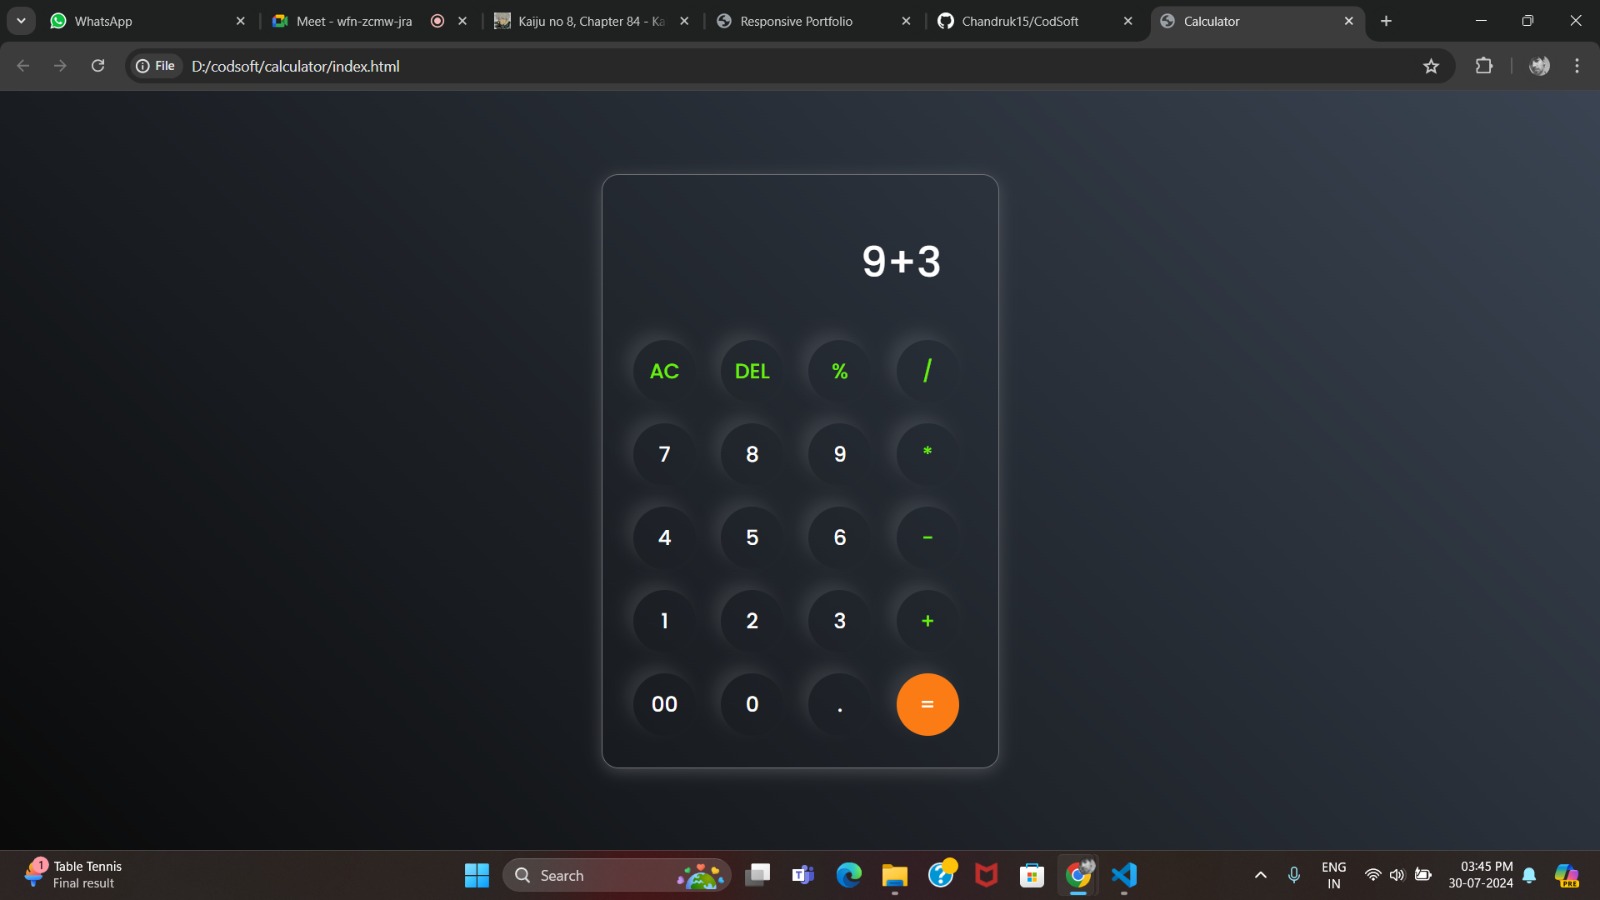 WhatsApp
Meet - wfn-zcmw-jra
Kaiju no 8, Chapter 84 - Ka
Responsive Portfolio
Chandruk15/CodSoft
Calculator
File D:/codsoft/calculator/index.html
9+3
AC DEL % /
7 8 9 *
4 5 6 -
1 2 3 +
00 0 . =
1
Table Tennis
Final result
Search
ENG
IN
03:45 PM
30-07-2024
PRE